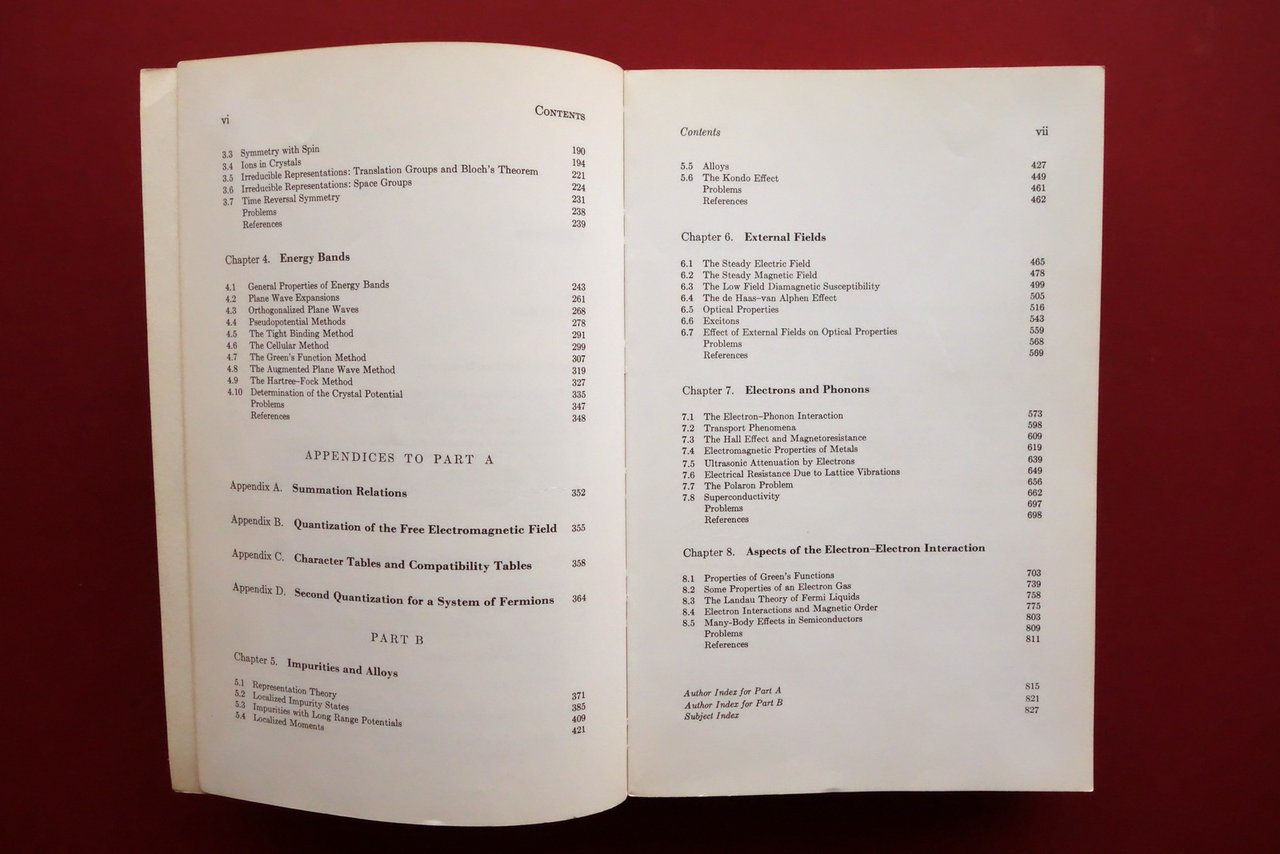 vi CONTENTS
3.3 Symmetry with Spin 190
3.4 Ions in Crystals 194
3.5 Irreducible Representations: Translation Groups and Bloch's Theorem 221
3.6 Irreducible Representations: Space Groups 224
3.7 Time Reversal Symmetry 231
Problems 238
References 239
Chapter 4. Energy Bands
4.1 General Properties of Energy Bands 243
4.2 Plane Wave Expansions 261
4.3 Orthogonalized Plane Waves 268
4.4 Pseudopotential Methods 278
4.5 The Tight Binding Method 291
4.6 The Cellular Method 299
4.7 The Green's Function Method 307
4.8 The Augmented Plane Wave Method 319
4.9 The Hartree–Fock Method 327
4.10 Determination of the Crystal Potential 335
Problems 347
References 348
APPENDICES TO PART A
Appendix A. Summation Relations 352
Appendix B. Quantization of the Free Electromagnetic Field 355
Appendix C. Character Tables and Compatibility Tables 358
Appendix D. Second Quantization for a System of Fermions 364
PART B
Chapter 5. Impurities and Alloys
5.1 Representation Theory 371
5.2 Localized Impurity States 385
5.3 Impurities with Long Range Potentials 409
5.4 Localized Moments 421
Contents vii
5.5 Alloys 427
5.6 The Kondo Effect 449
Problems 461
References 462
Chapter 6. External Fields
6.1 The Steady Electric Field 465
6.2 The Steady Magnetic Field 478
6.3 The Low Field Diamagnetic Susceptibility 499
6.4 The de Haas–van Alphen Effect 505
6.5 Optical Properties 516
6.6 Excitons 543
6.7 Effect of External Fields on Optical Properties 559
Problems 568
References 569
Chapter 7. Electrons and Phonons
7.1 The Electron–Phonon Interaction 573
7.2 Transport Phenomena 598
7.3 The Hall Effect and Magnetoresistance 609
7.4 Electromagnetic Properties of Metals 619
7.5 Ultrasonic Attenuation by Electrons 639
7.6 Electrical Resistance Due to Lattice Vibrations 649
7.7 The Polaron Problem 656
7.8 Superconductivity 662
Problems 697
References 698
Chapter 8. Aspects of the Electron–Electron Interaction
8.1 Properties of Green's Functions 703
8.2 Some Properties of an Electron Gas 739
8.3 The Landau Theory of Fermi Liquids 758
8.4 Electron Interactions and Magnetic Order 775
8.5 Many-Body Effects in Semiconductors 803
Problems 809
References 811
Author Index for Part A 815
Author Index for Part B 821
Subject Index 827